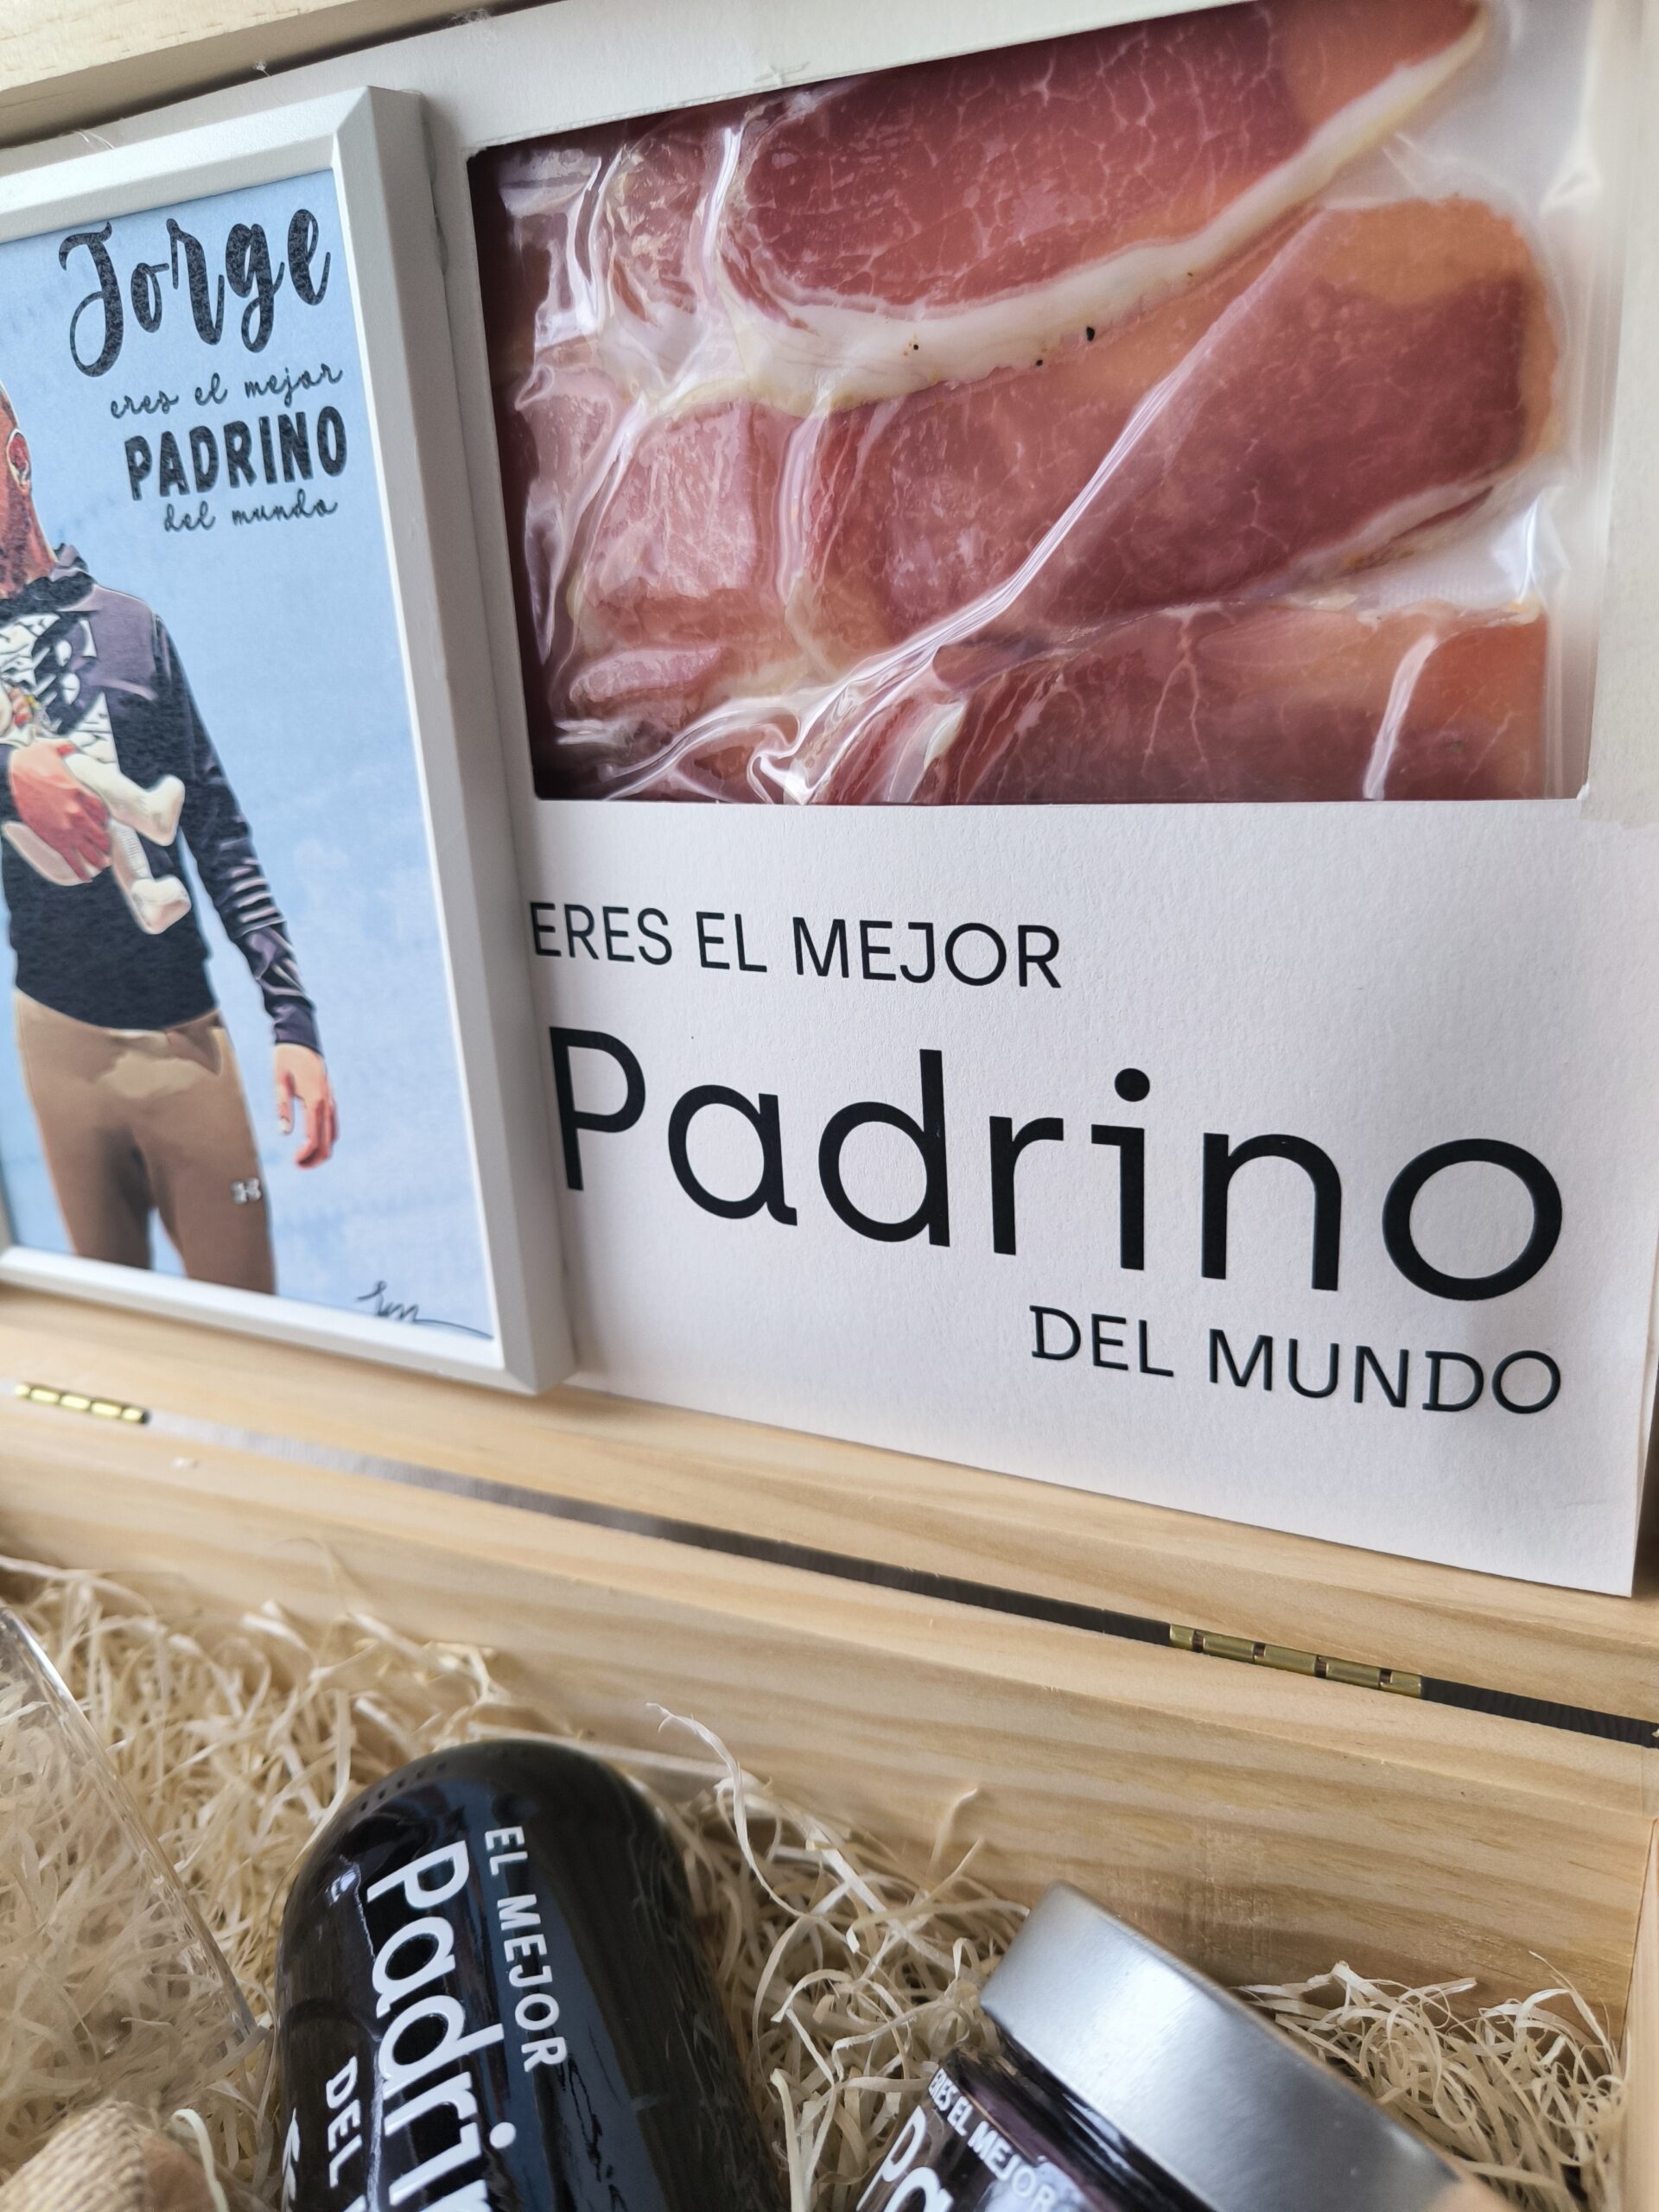 Jorge
eres el mejor
PADRINO
del mundo
ERES EL MEJOR
Padrino
DEL MUNDO
EL MEJOR
DEL
ERES EL MEJOR